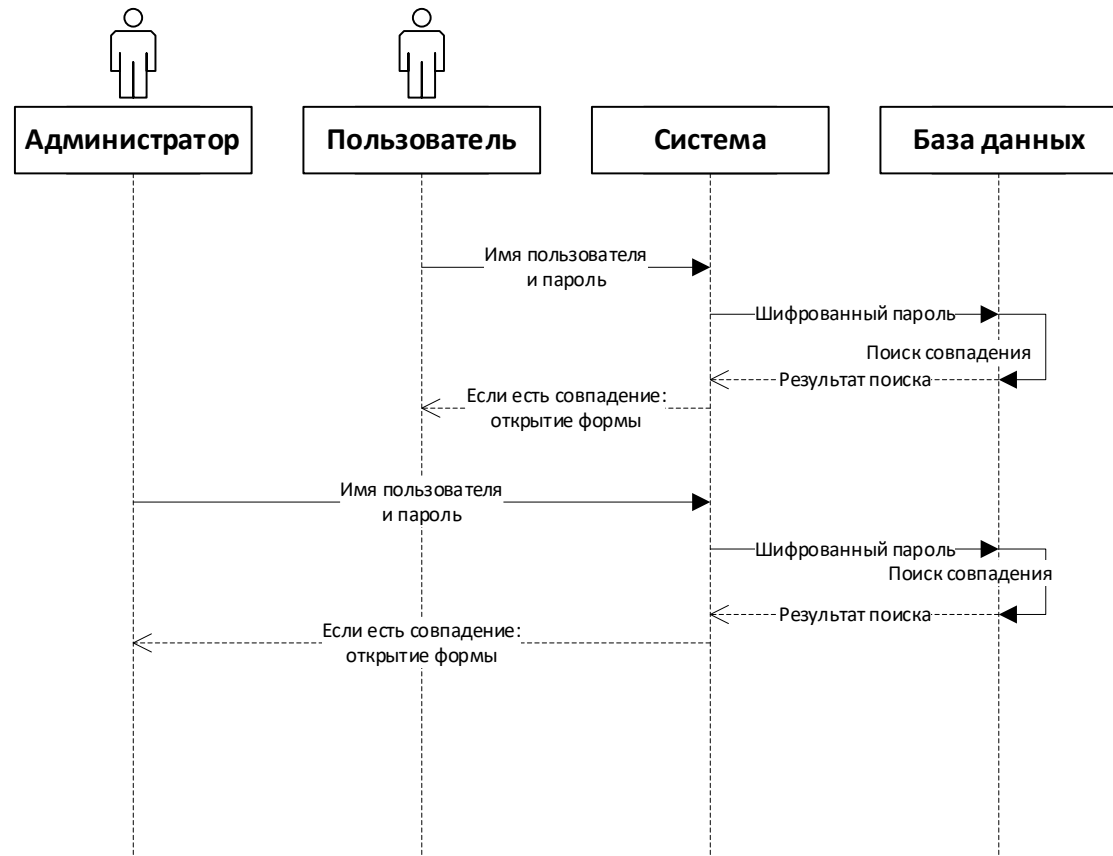 Администратор
Пользователь
Система
База данных
Имя пользователя
и пароль
Шифрованный пароль
Поиск совпадения
Результат поиска
Если есть совпадение:
открытие формы
Имя пользователя
и пароль
Шифрованный пароль
Поиск совпадения
Результат поиска
Если есть совпадение:
открытие формы